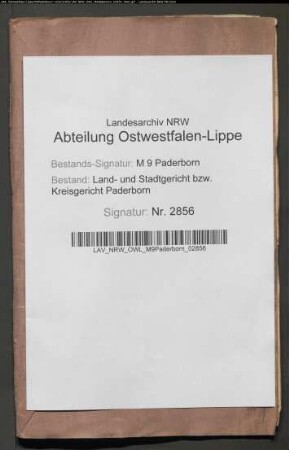 Landesarchiv NRW
Abteilung Ostwestfalen-Lippe
Bestands-Signatur: M 9 Paderborn
Bestand: Land- und Stadtgericht bzw.
Kreisgericht Paderborn
Signatur: Nr. 2856
LAV_NRW_OWL_M9Paderborn_02856